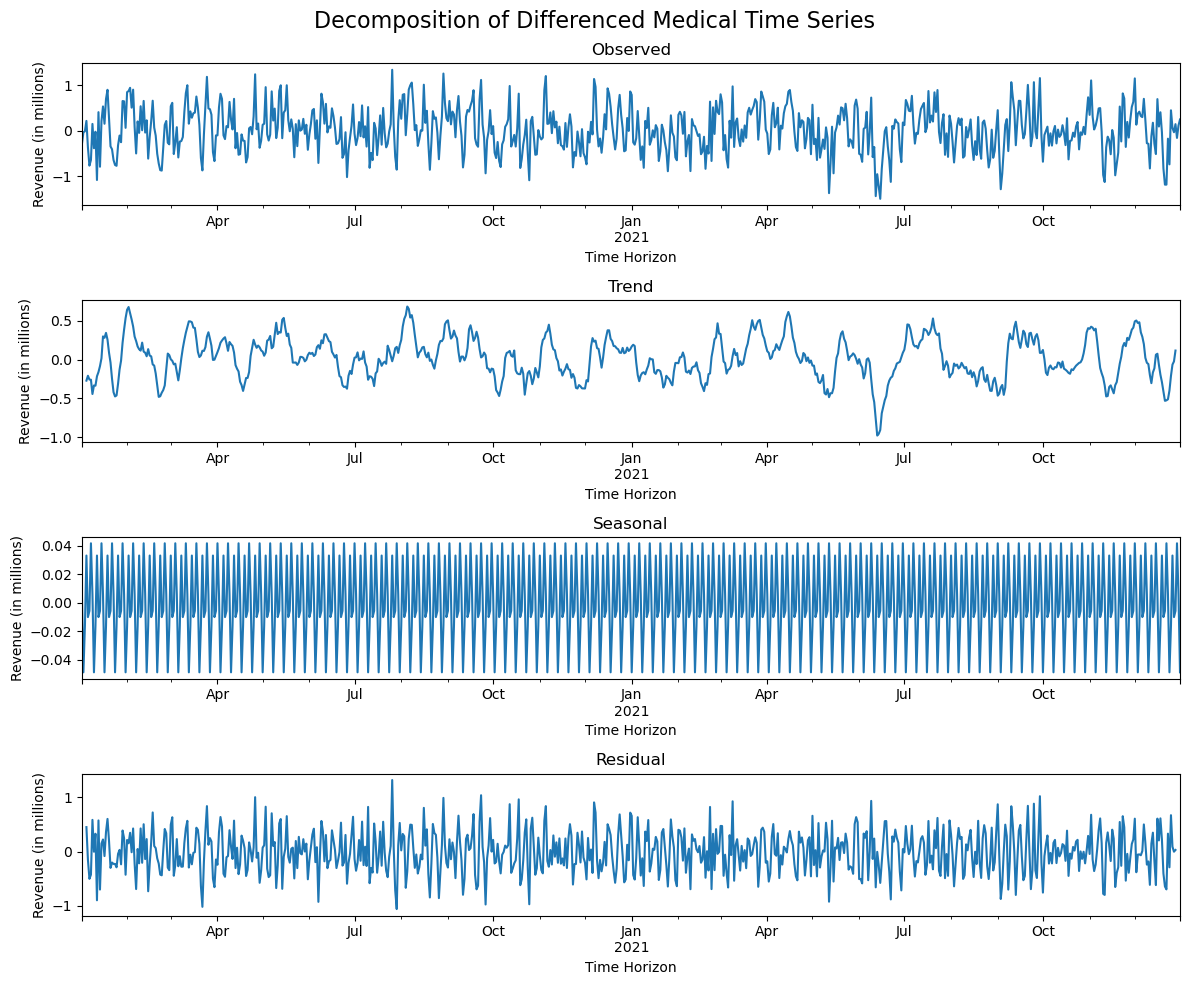 Decomposition of Differenced Medical Time Series
Observed
Revenue (in millions)
1
0
−1
Apr Jul Oct Jan Apr Jul Oct
2021
Time Horizon
Trend
Revenue (in millions)
0.5
0.0
−0.5
−1.0
Apr Jul Oct Jan Apr Jul Oct
2021
Time Horizon
Seasonal
Revenue (in millions)
0.04
0.02
0.00
−0.02
−0.04
Apr Jul Oct Jan Apr Jul Oct
2021
Time Horizon
Residual
Revenue (in millions)
1
0
−1
Apr Jul Oct Jan Apr Jul Oct
2021
Time Horizon